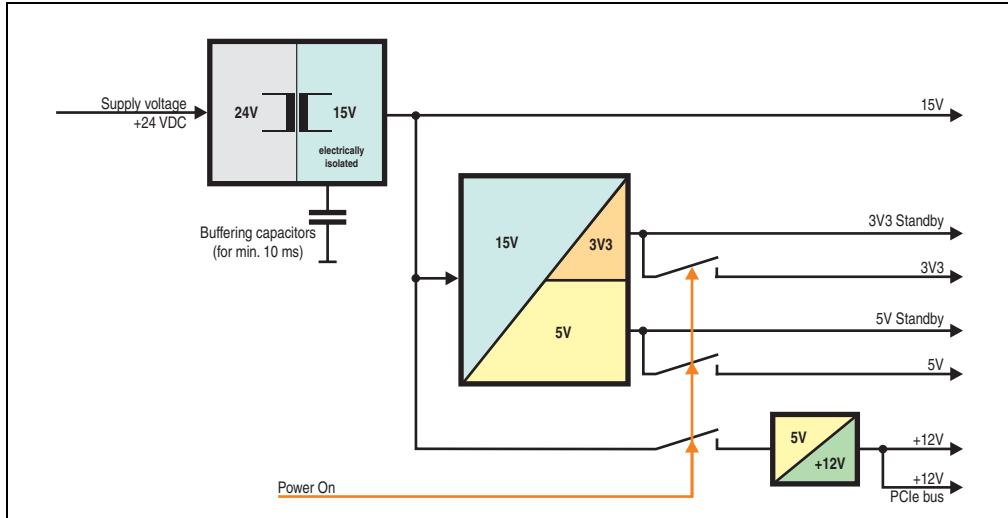 Supply voltage
+24 VDC
24V
15V
electrically
isolated
Buffering capacitors
(for min. 10 ms)
15V
15V
3V3
5V
3V3 Standby
3V3
5V Standby
5V
5V
+12V
+12V
+12V
PCIe bus
Power On